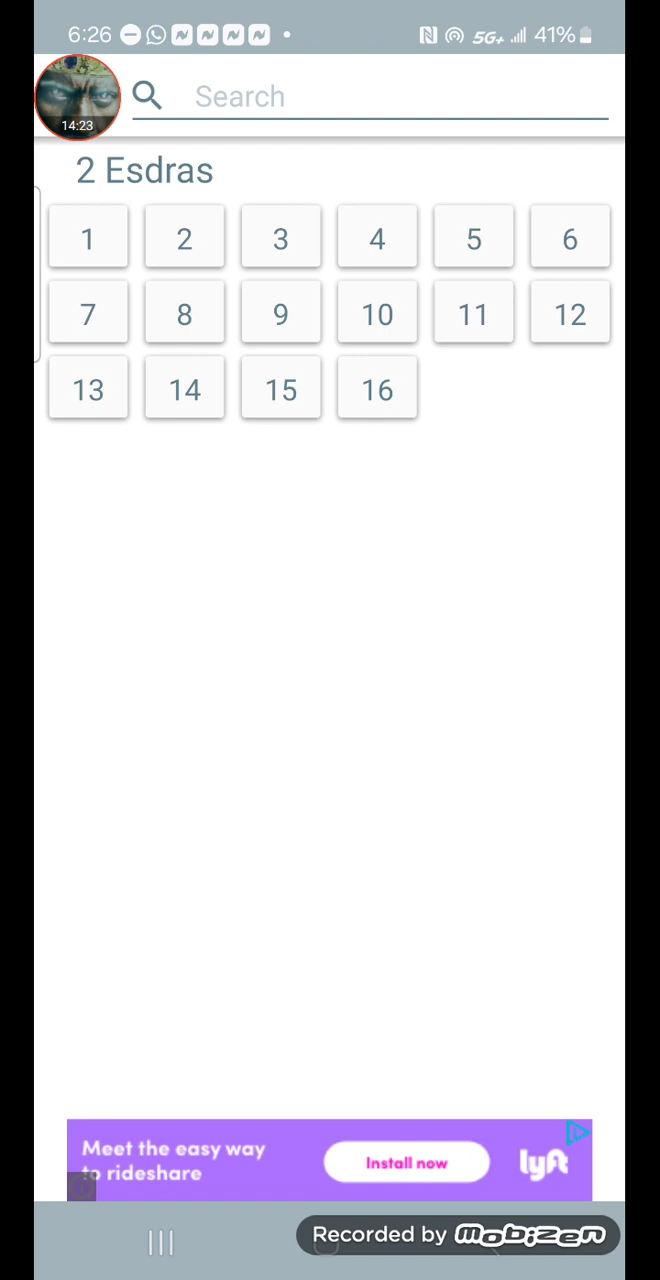 6:26
5G+ 41%
14:23
Search
2 Esdras
1 2 3 4 5 6
7 8 9 10 11 12
13 14 15 16
Meet the easy way
to rideshare
Install now
lyft
Recorded by mobizen